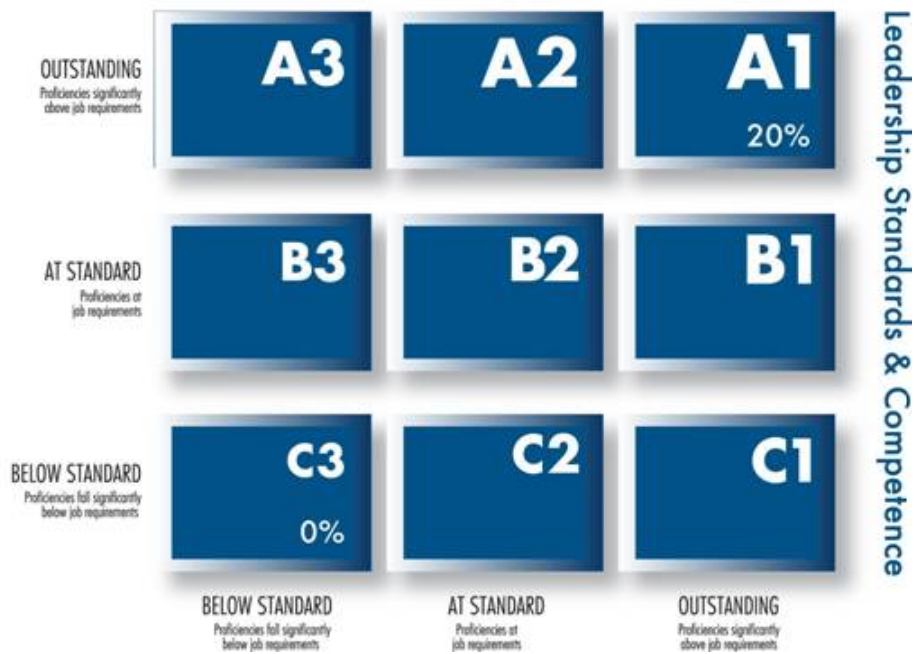 OUTSTANDING
Proficiencies significantly
above job requirements
A3
A2
A1
20%
AT STANDARD
Proficiencies at
job requirements
B3
B2
B1
BELOW STANDARD
Proficiencies fall significantly
below job requirements
C3
0%
C2
C1
BELOW STANDARD
Proficiencies fall significantly
below job requirements
AT STANDARD
Proficiencies at
job requirements
OUTSTANDING
Proficiencies significantly
above job requirements
Leadership Standards & Competence